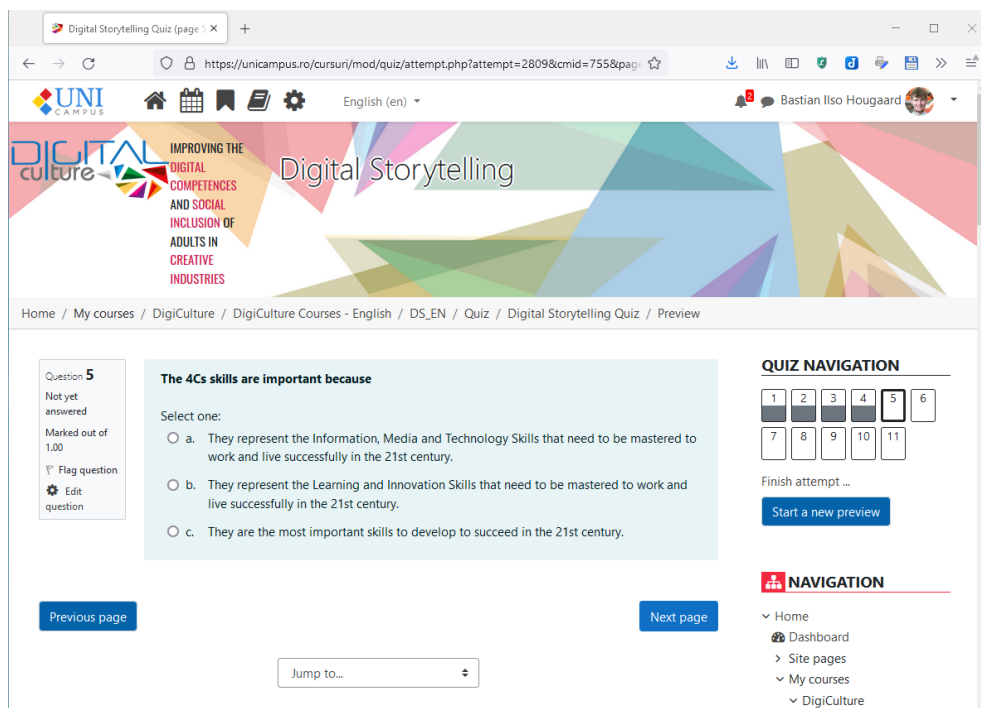 Digital Storytelling Quiz (page 5
https://unicampus.ro/cursuri/mod/quiz/attempt.php?attempt=2809&cmid=755&page
UNI
CAMPUS
English (en)
2
Bastian Ilso Hougaard
DIGITAL
culture
IMPROVING THE
DIGITAL
COMPETENCES
AND SOCIAL
INCLUSION OF
ADULTS IN
CREATIVE
INDUSTRIES
Digital Storytelling
Home / My courses / DigiCulture / DigiCulture Courses - English / DS_EN / Quiz / Digital Storytelling Quiz / Preview
Question 5
Not yet
answered
Marked out of
1.00
Flag question
Edit
question
The 4Cs skills are important because
Select one:
a. They represent the Information, Media and Technology Skills that need to be mastered to
work and live successfully in the 21st century.
b. They represent the Learning and Innovation Skills that need to be mastered to work and
live successfully in the 21st century.
c. They are the most important skills to develop to succeed in the 21st century.
Previous page
Next page
Jump to...
QUIZ NAVIGATION
1 2 3 4 5 6
7 8 9 10 11
Finish attempt ...
Start a new preview
NAVIGATION
Home
Dashboard
Site pages
My courses
DigiCulture